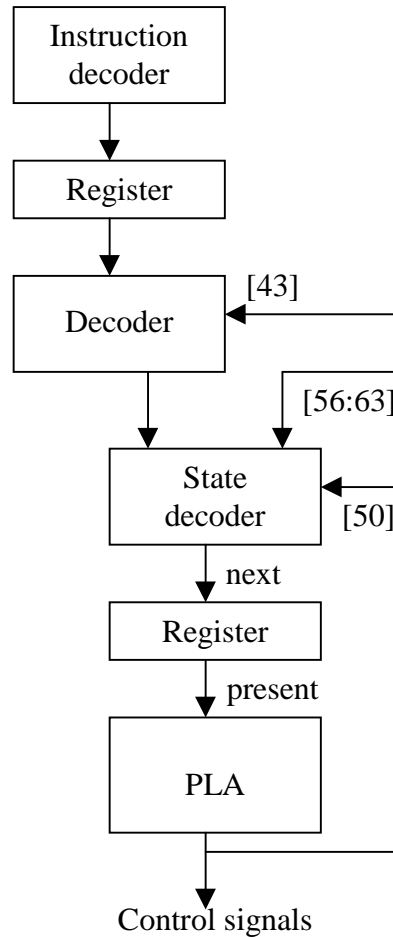 Instruction
decoder
Register
[43]
Decoder
[56:63]
State
decoder
[50]
next
Register
present
PLA
Control signals